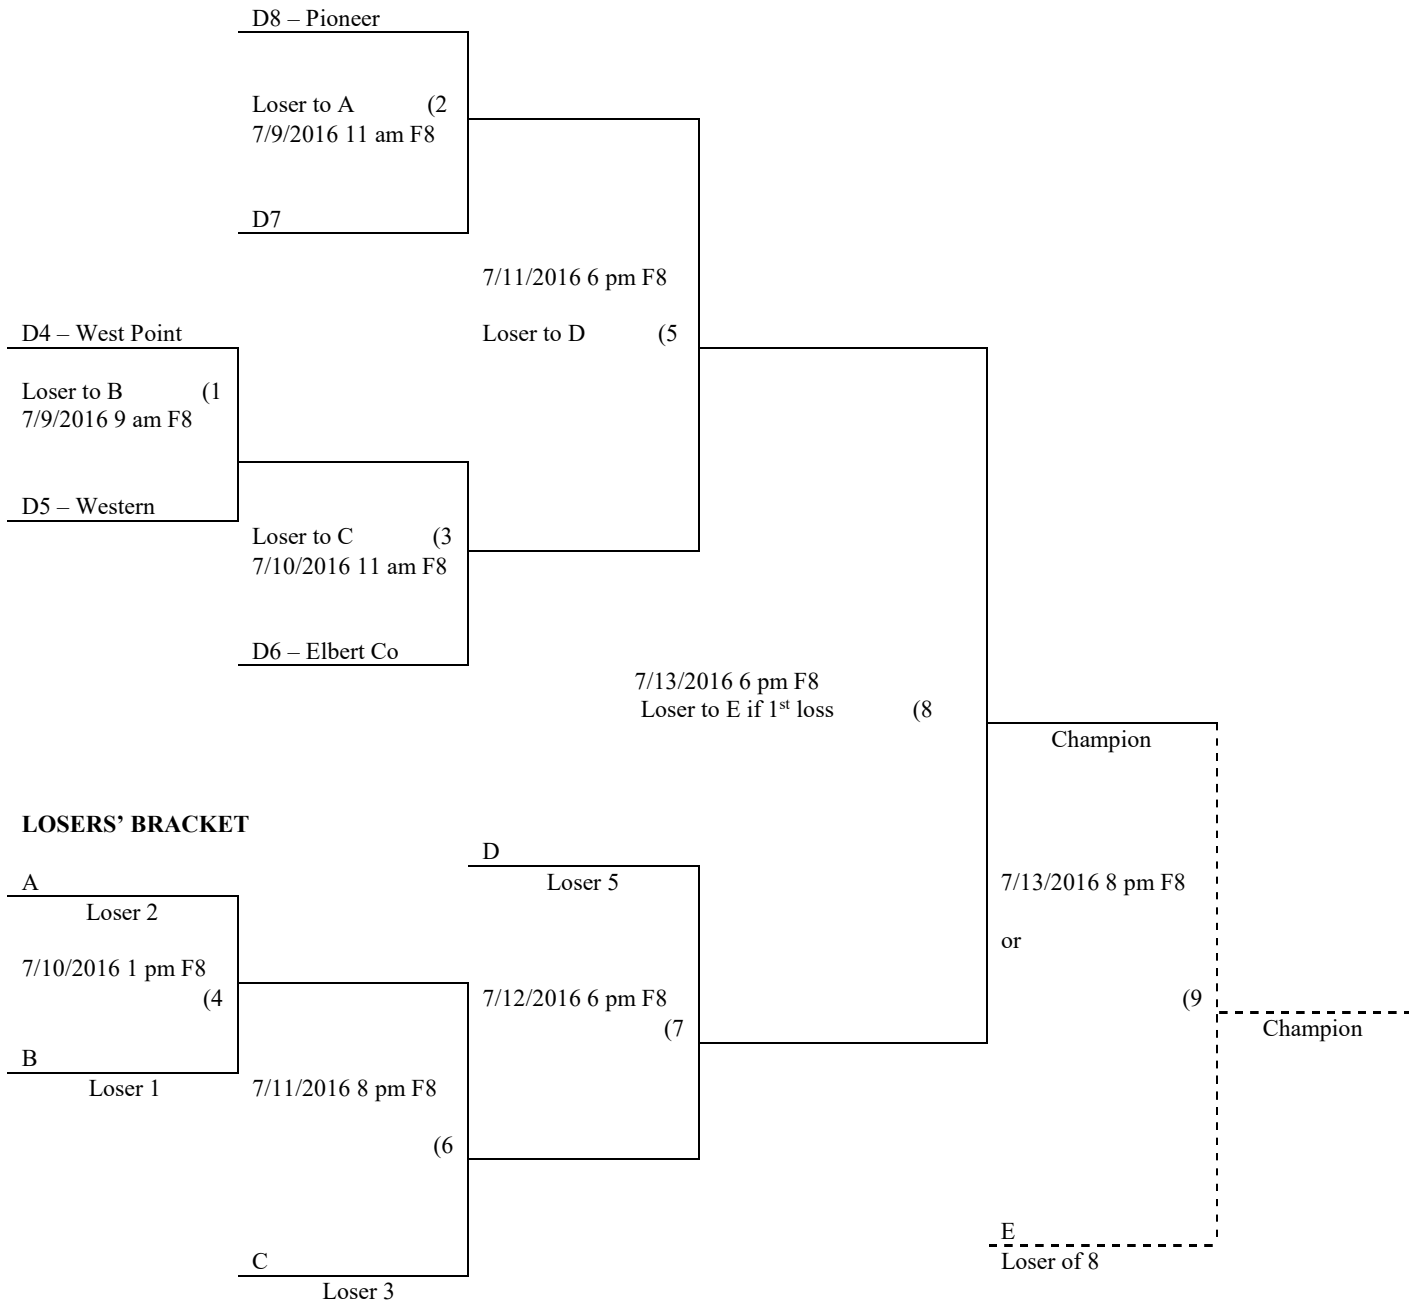 D8 – Pioneer
Loser to A (2
7/9/2016 11 am F8
D7
7/11/2016 6 pm F8
Loser to D (5
D4 – West Point
Loser to B (1
7/9/2016 9 am F8
D5 – Western
Loser to C (3
7/10/2016 11 am F8
D6 – Elbert Co
7/13/2016 6 pm F8
Loser to E if 1st loss (8
Champion
LOSERS’ BRACKET
D
Loser 5
A
Loser 2
7/13/2016 8 pm F8
or
7/10/2016 1 pm F8
(4
7/12/2016 6 pm F8
(7
(9
Champion
B
Loser 1
7/11/2016 8 pm F8
(6
E
Loser of 8
C
Loser 3